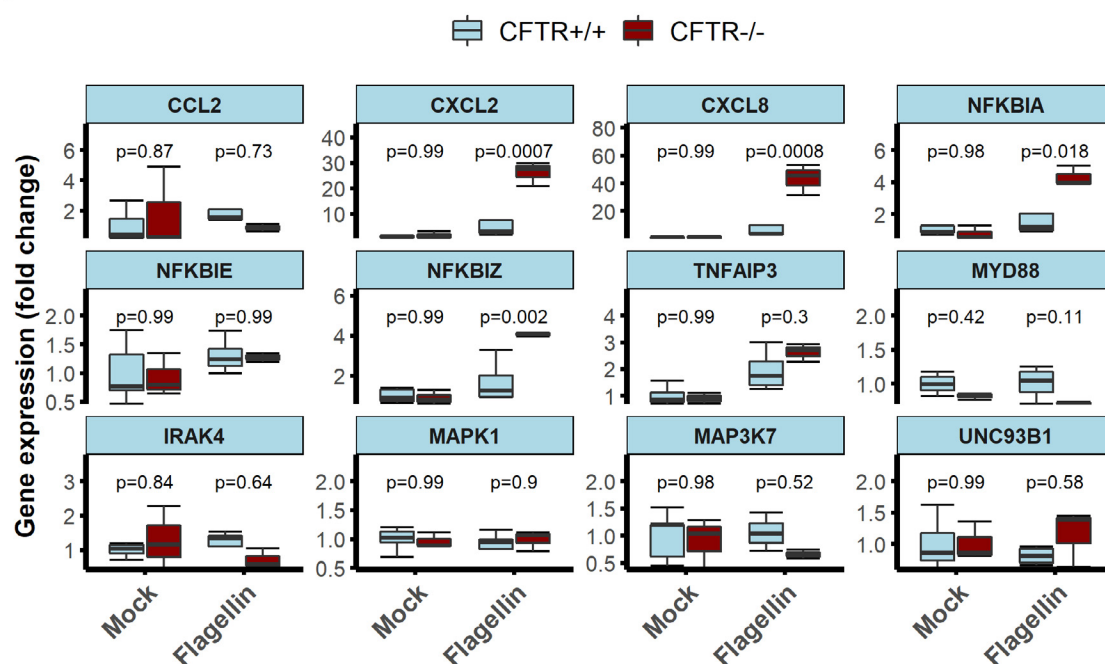 CFTR+/+ CFTR-/-
Gene expression (fold change)
CCL2 CXCL2 CXCL8 NFKBIA
p=0.87 p=0.73 p=0.99 p=0.0007 p=0.99 p=0.0008 p=0.98 p=0.018
6 4 2
40 30 20 10
80 60 40 20
6 4 2
NFKBIE NFKBIZ TNFAIP3 MYD88
p=0.99 p=0.99 p=0.99 p=0.002 p=0.99 p=0.3 p=0.42 p=0.11
2.0 1.5 1.0 0.5
6 4 2
4 3 2 1
2.0 1.5 1.0
IRAK4 MAPK1 MAP3K7 UNC93B1
p=0.84 p=0.64 p=0.99 p=0.9 p=0.98 p=0.52 p=0.99 p=0.58
3 2 1
2.0 1.5 1.0 0.5
2.0 1.5 1.0 0.5
2.0 1.5 1.0
Mock Flagellin Mock Flagellin Mock Flagellin Mock Flagellin